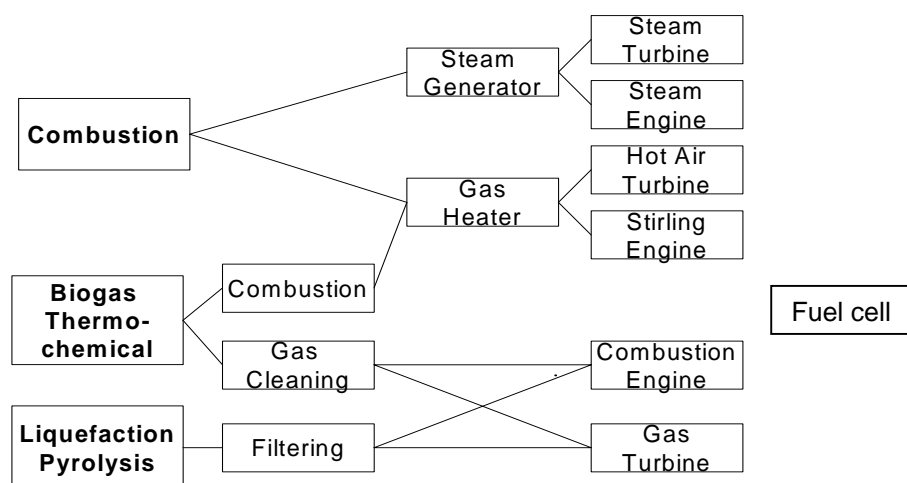 Steam
Turbine
Steam
Generator
Steam
Engine
Combustion
Hot Air
Turbine
Gas
Heater
Stirling
Engine
Biogas
Thermo-
chemical
Combustion
Fuel cell
Gas
Cleaning
Combustion
Engine
Liquefaction
Pyrolysis
Filtering
Gas
Turbine